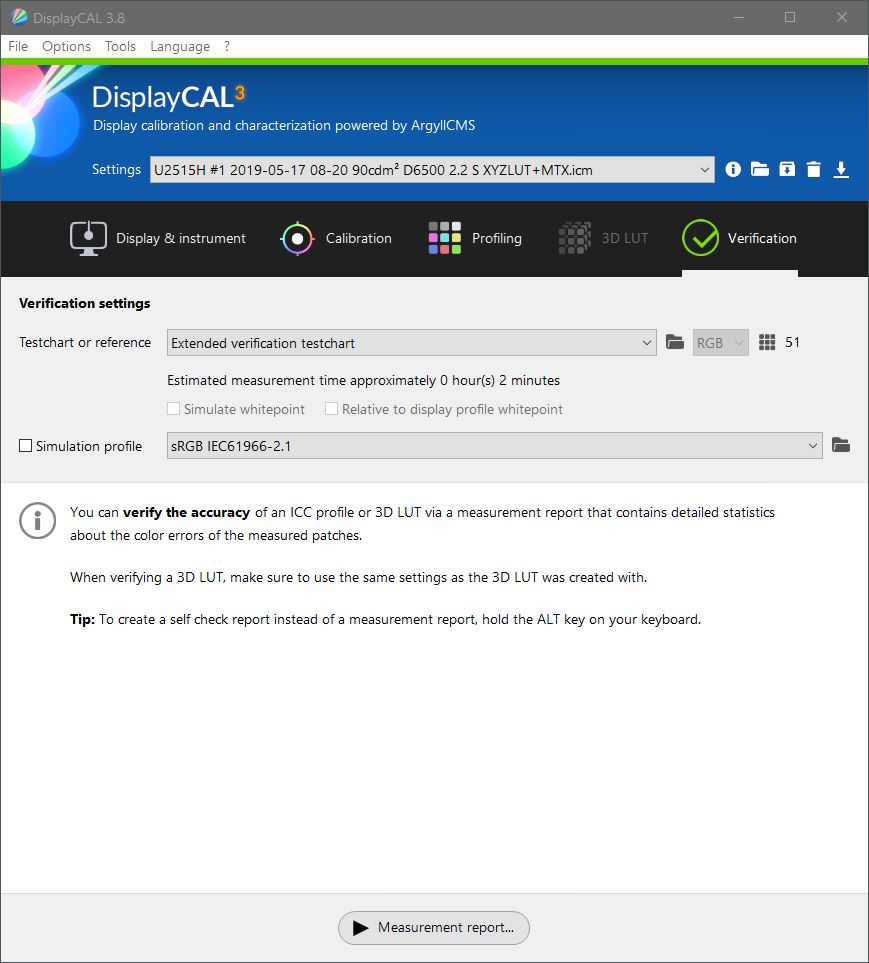 DisplayCAL 3.8
File Options Tools Language ?
DisplayCAL3
Display calibration and characterization powered by ArgyllCMS
Settings U2515H #1 2019-05-17 08-20 90cdm² D6500 2.2 S XYZLUT+MTX.icm
Display & instrument Calibration Profiling 3D LUT Verification
Verification settings
Testchart or reference Extended verification testchart RGB 51
Estimated measurement time approximately 0 hour(s) 2 minutes
Simulate whitepoint Relative to display profile whitepoint
Simulation profile sRGB IEC61966-2.1
You can verify the accuracy of an ICC profile or 3D LUT via a measurement report that contains detailed statistics
about the color errors of the measured patches.
When verifying a 3D LUT, make sure to use the same settings as the 3D LUT was created with.
Tip: To create a self check report instead of a measurement report, hold the ALT key on your keyboard.
Measurement report...